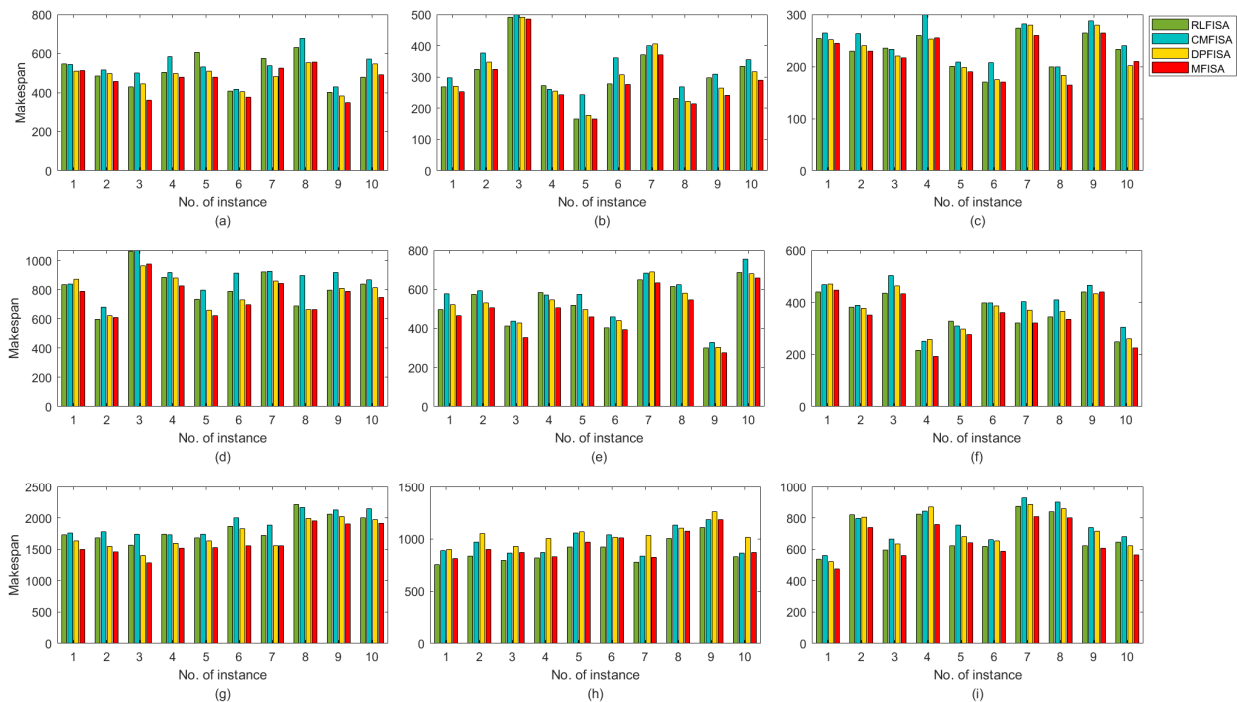 800
600
400
200
0
Makespan
1 2 3 4 5 6 7 8 9 10
No. of instance
(a)
500
400
300
200
100
0
1 2 3 4 5 6 7 8 9 10
No. of instance
(b)
300
200
100
0
1 2 3 4 5 6 7 8 9 10
No. of instance
(c)
RLFISA
CMFISA
DPFISA
MFISA
1000
800
600
400
200
0
Makespan
1 2 3 4 5 6 7 8 9 10
No. of instance
(d)
800
600
400
200
0
1 2 3 4 5 6 7 8 9 10
No. of instance
(e)
600
400
200
0
1 2 3 4 5 6 7 8 9 10
No. of instance
(f)
2500
2000
1500
1000
500
0
Makespan
1 2 3 4 5 6 7 8 9 10
No. of instance
(g)
1500
1000
500
0
1 2 3 4 5 6 7 8 9 10
No. of instance
(h)
1000
800
600
400
200
0
1 2 3 4 5 6 7 8 9 10
No. of instance
(i)